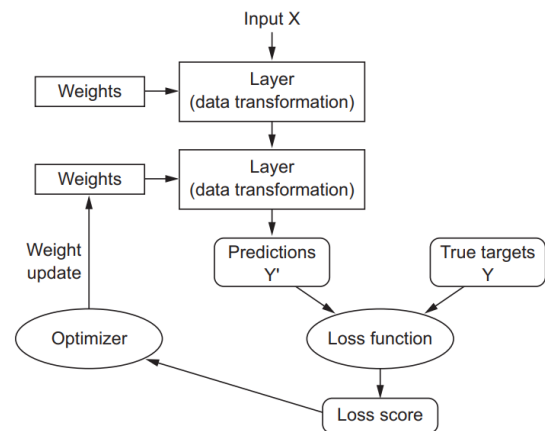 Input X
Weights
Layer
(data transformation)
Weights
Layer
(data transformation)
Weight
update
Predictions
Y'
True targets
Y
Optimizer
Loss function
Loss score